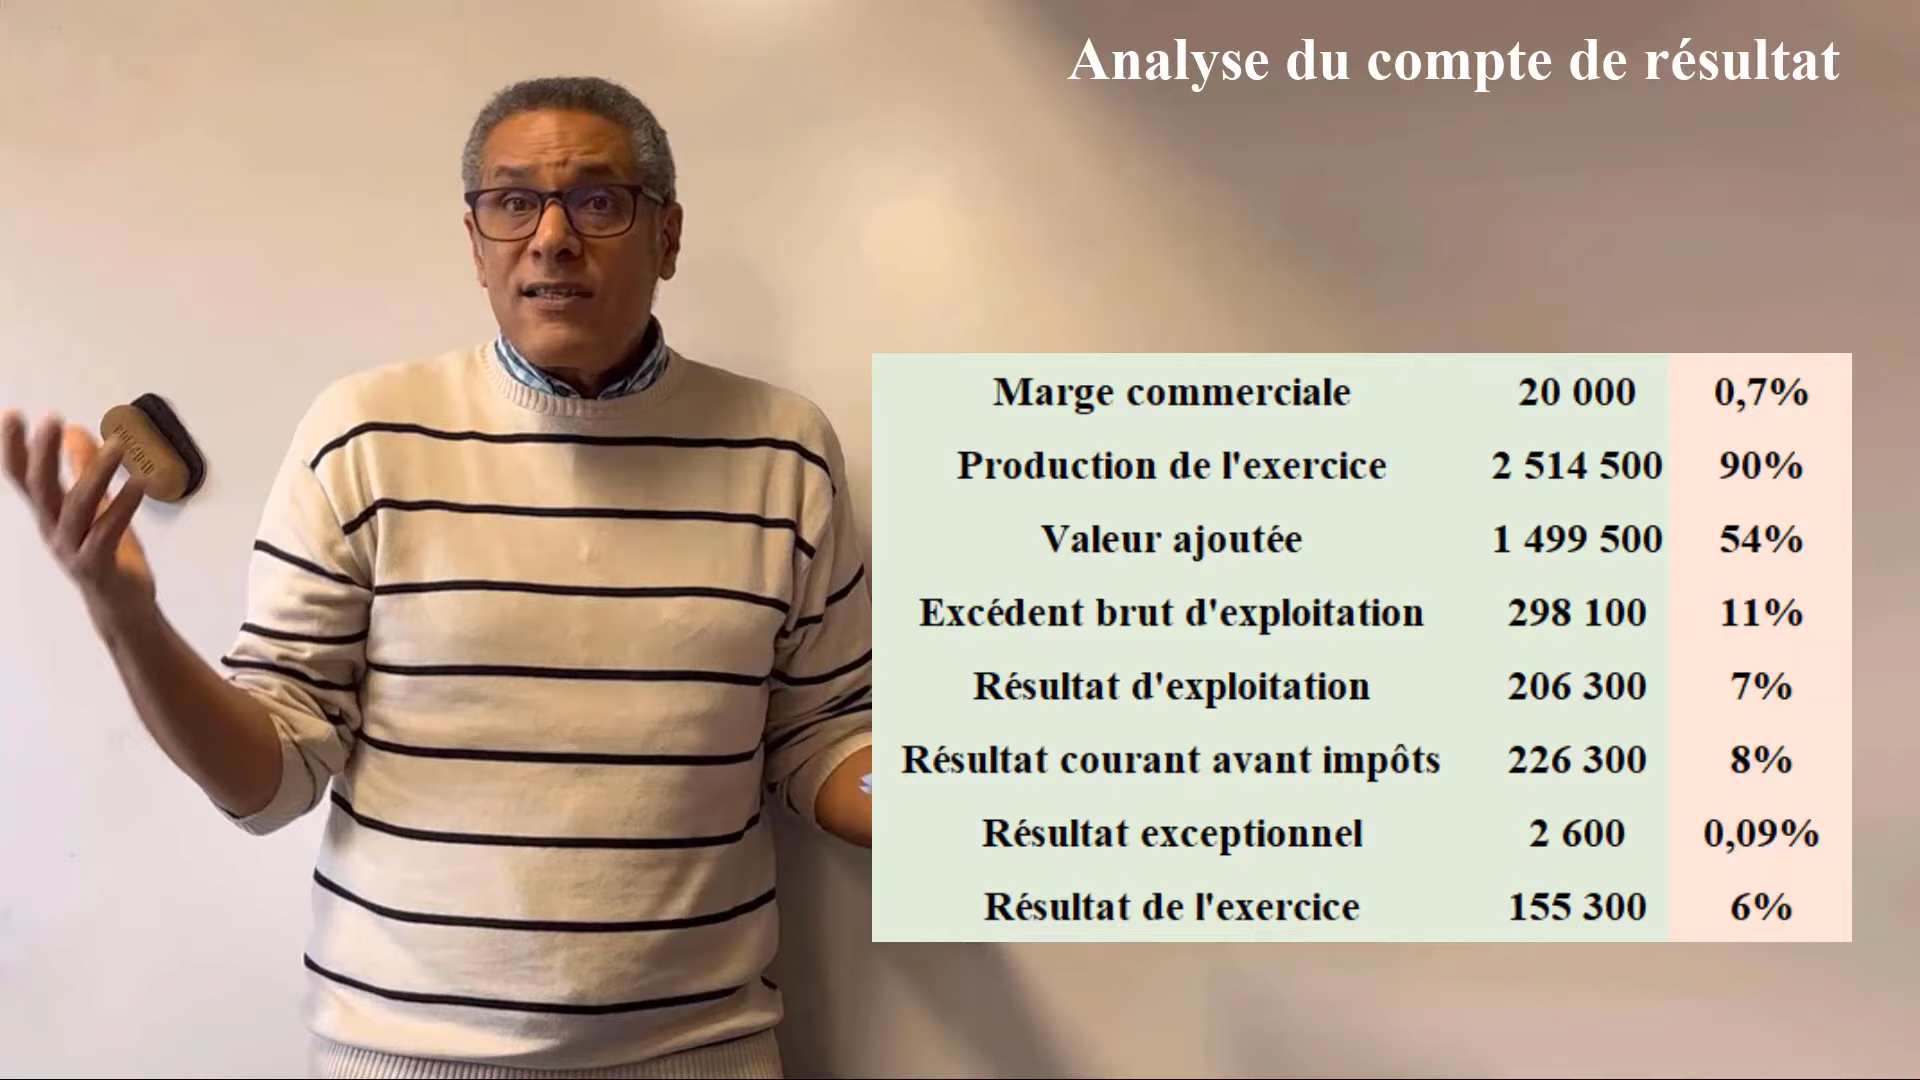 Analyse du compte de résultat
Marge commerciale 20 000 0,7%
Production de l'exercice 2 514 500 90%
Valeur ajoutée 1 499 500 54%
Excédent brut d'exploitation 298 100 11%
Résultat d'exploitation 206 300 7%
Résultat courant avant impôts 226 300 8%
Résultat exceptionnel 2 600 0,09%
Résultat de l'exercice 155 300 6%